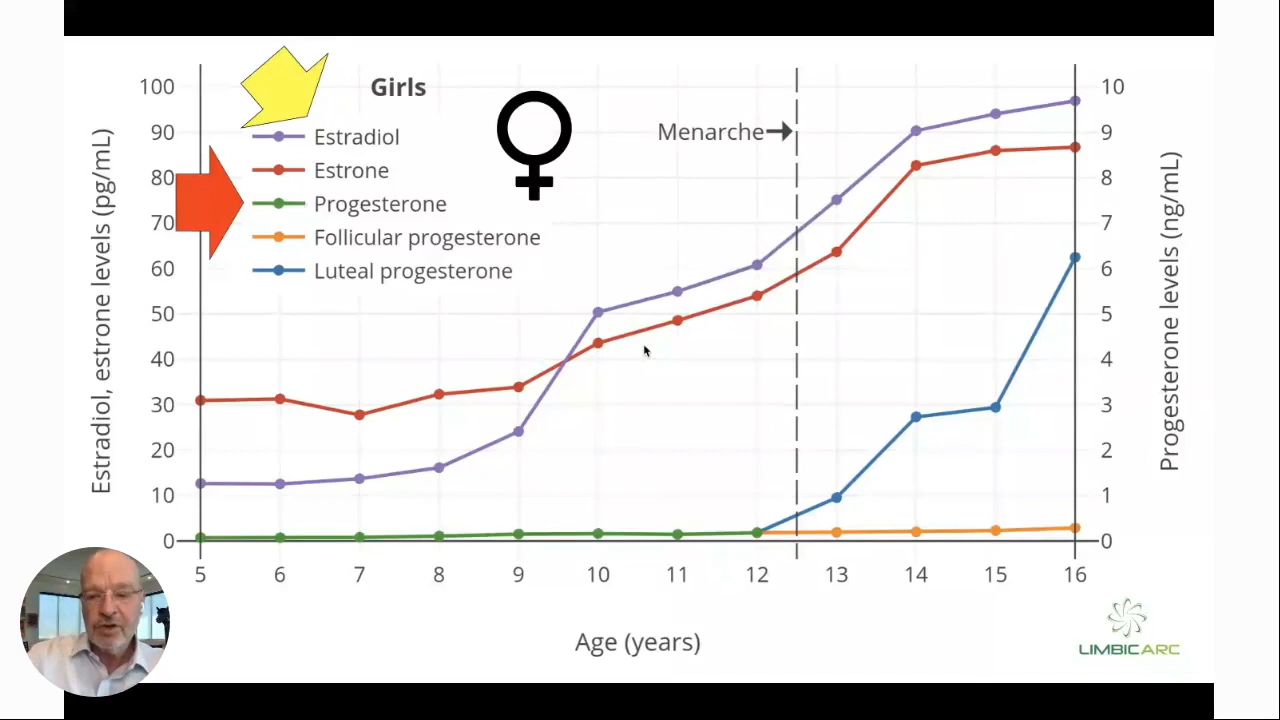 Girls
Estradiol
Estrone
Progesterone
Follicular progesterone
Luteal progesterone
Menarche
Estradiol, estrone levels (pg/mL)
100
90
80
70
60
50
40
30
20
10
0
Progesterone levels (ng/mL)
10
9
8
7
6
5
4
3
2
1
0
5 6 7 8 9 10 11 12 13 14 15 16
Age (years)
LIMBIC ARC